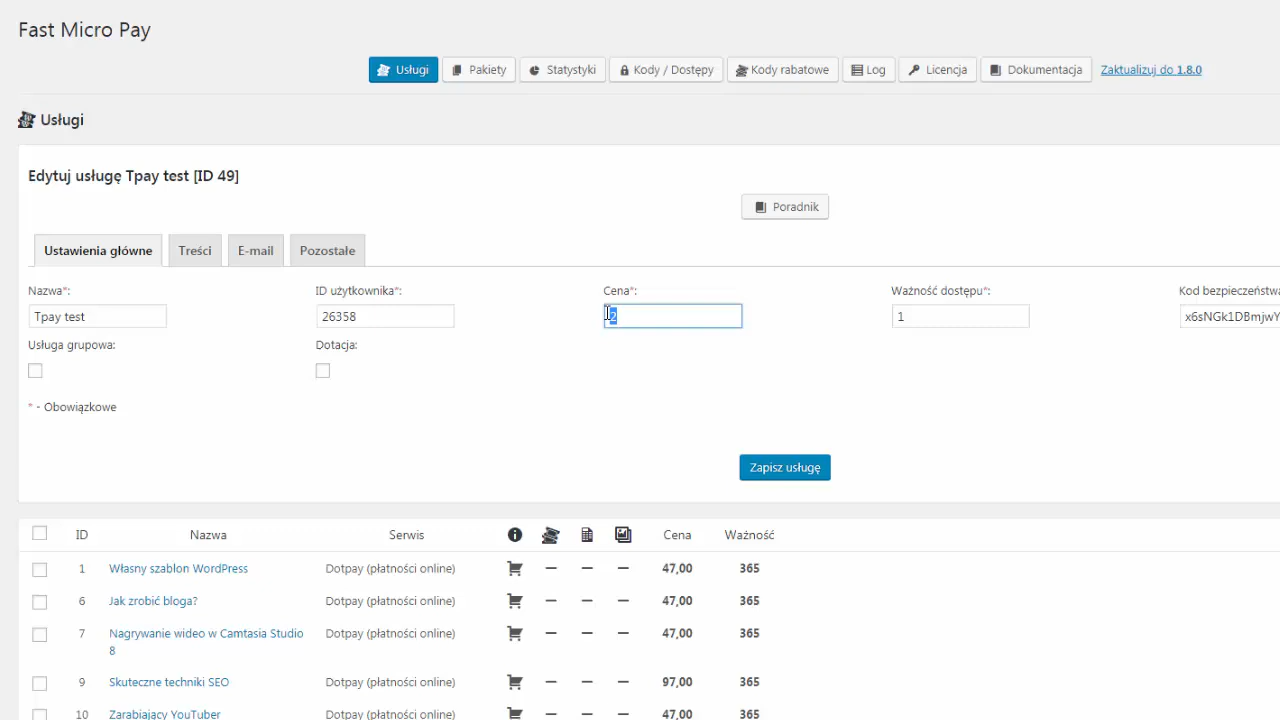 Fast Micro Pay
Usługi Pakiety Statystyki Kody / Dostępy Kody rabatowe Log Licencja Dokumentacja Zaktualizuj do 1.8.0
Usługi
Edytuj usługę Tpay test [ID 49]
Poradnik
Ustawienia główne Treści E-mail Pozostałe
Nazwa*: ID użytkownika*: Cena*: Ważność dostępu*: Kod bezpieczeństwa
Tpay test 26358 2 1 x6sNGk1DBmjwY
Usługa grupowa: Dotacja:
* - Obowiązkowe
Zapisz usługę
ID Nazwa Serwis Cena Ważność
1 Własny szablon WordPress Dotpay (płatności online) — — — 47,00 365
6 Jak zrobić bloga? Dotpay (płatności online) — — — 47,00 365
7 Nagrywanie wideo w Camtasia Studio Dotpay (płatności online) — — — 47,00 365
8
9 Skuteczne techniki SEO Dotpay (płatności online) — — — 97,00 365
10 Zarabiający YouTuber Dotpay (płatności online) — — — 47,00 365